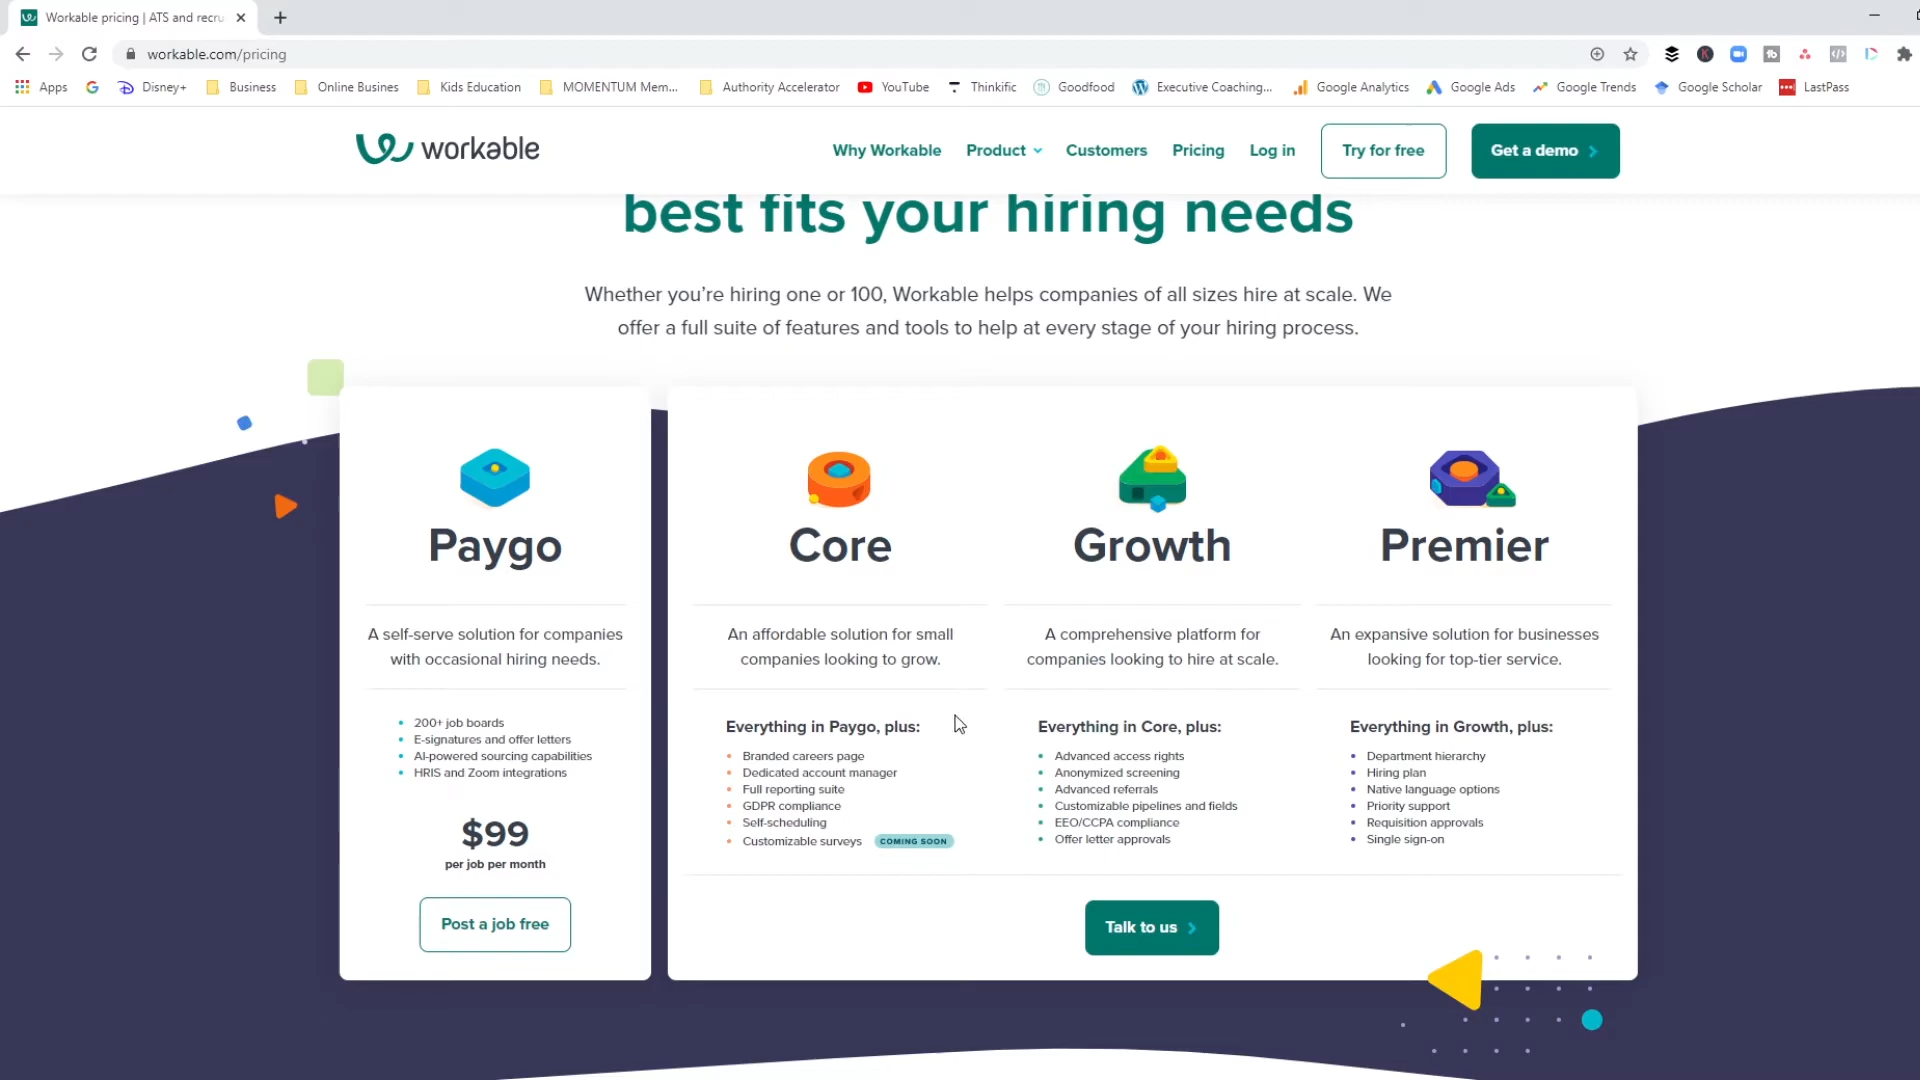 Workable pricing | ATS and recru
workable.com/pricing
Apps
Disney+
Business
Online Busines
Kids Education
MOMENTUM Mem...
Authority Accelerator
YouTube
Thinkific
Goodfood
Executive Coaching...
Google Analytics
Google Ads
Google Trends
Google Scholar
LastPass
workable
Why Workable
Product
Customers
Pricing
Log in
Try for free
Get a demo
best fits your hiring needs
Whether you're hiring one or 100, Workable helps companies of all sizes hire at scale. We
offer a full suite of features and tools to help at every stage of your hiring process.
Paygo
A self-serve solution for companies
with occasional hiring needs.
200+ job boards
E-signatures and offer letters
AI-powered sourcing capabilities
HRIS and Zoom integrations
$99
per job per month
Post a job free
Core
An affordable solution for small
companies looking to grow.
Everything in Paygo, plus:
Branded careers page
Dedicated account manager
Full reporting suite
GDPR compliance
Self-scheduling
Customizable surveys COMING SOON
Growth
A comprehensive platform for
companies looking to hire at scale.
Everything in Core, plus:
Advanced access rights
Anonymized screening
Advanced referrals
Customizable pipelines and fields
EEO/CCPA compliance
Offer letter approvals
Premier
An expansive solution for businesses
looking for top-tier service.
Everything in Growth, plus:
Department hierarchy
Hiring plan
Native language options
Priority support
Requisition approvals
Single sign-on
Talk to us